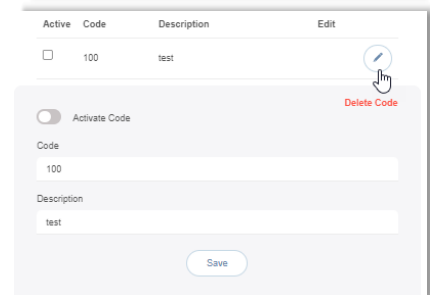 Active Code Description Edit
100 test
Delete Code
Activate Code
Code
100
Description
test
Save